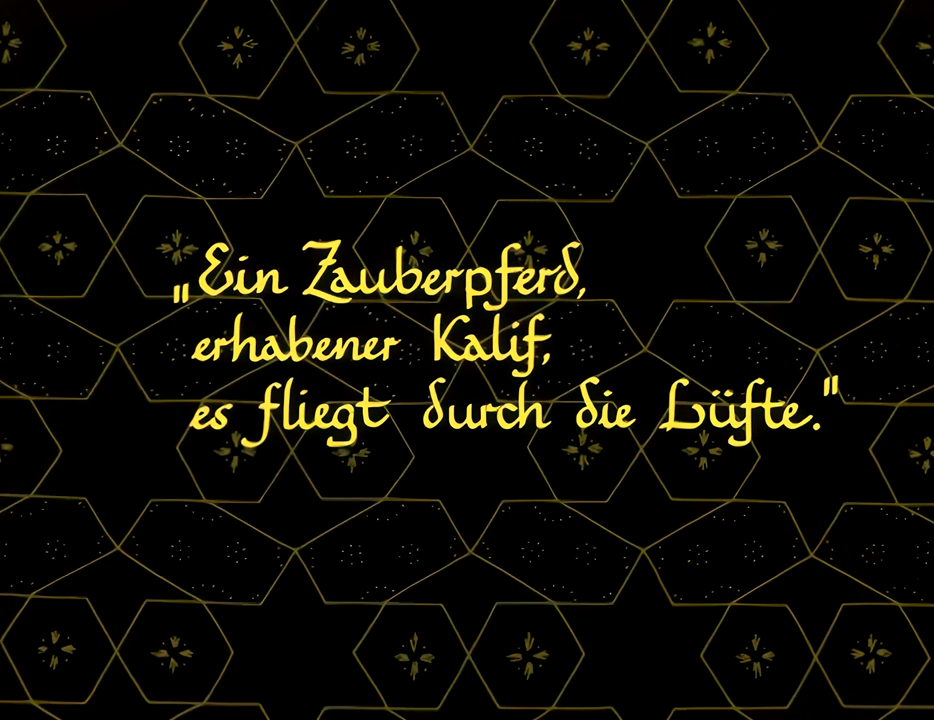 „Ein Zauberpferd,
erhabener Kalif,
es fliegt durch die Lüfte."